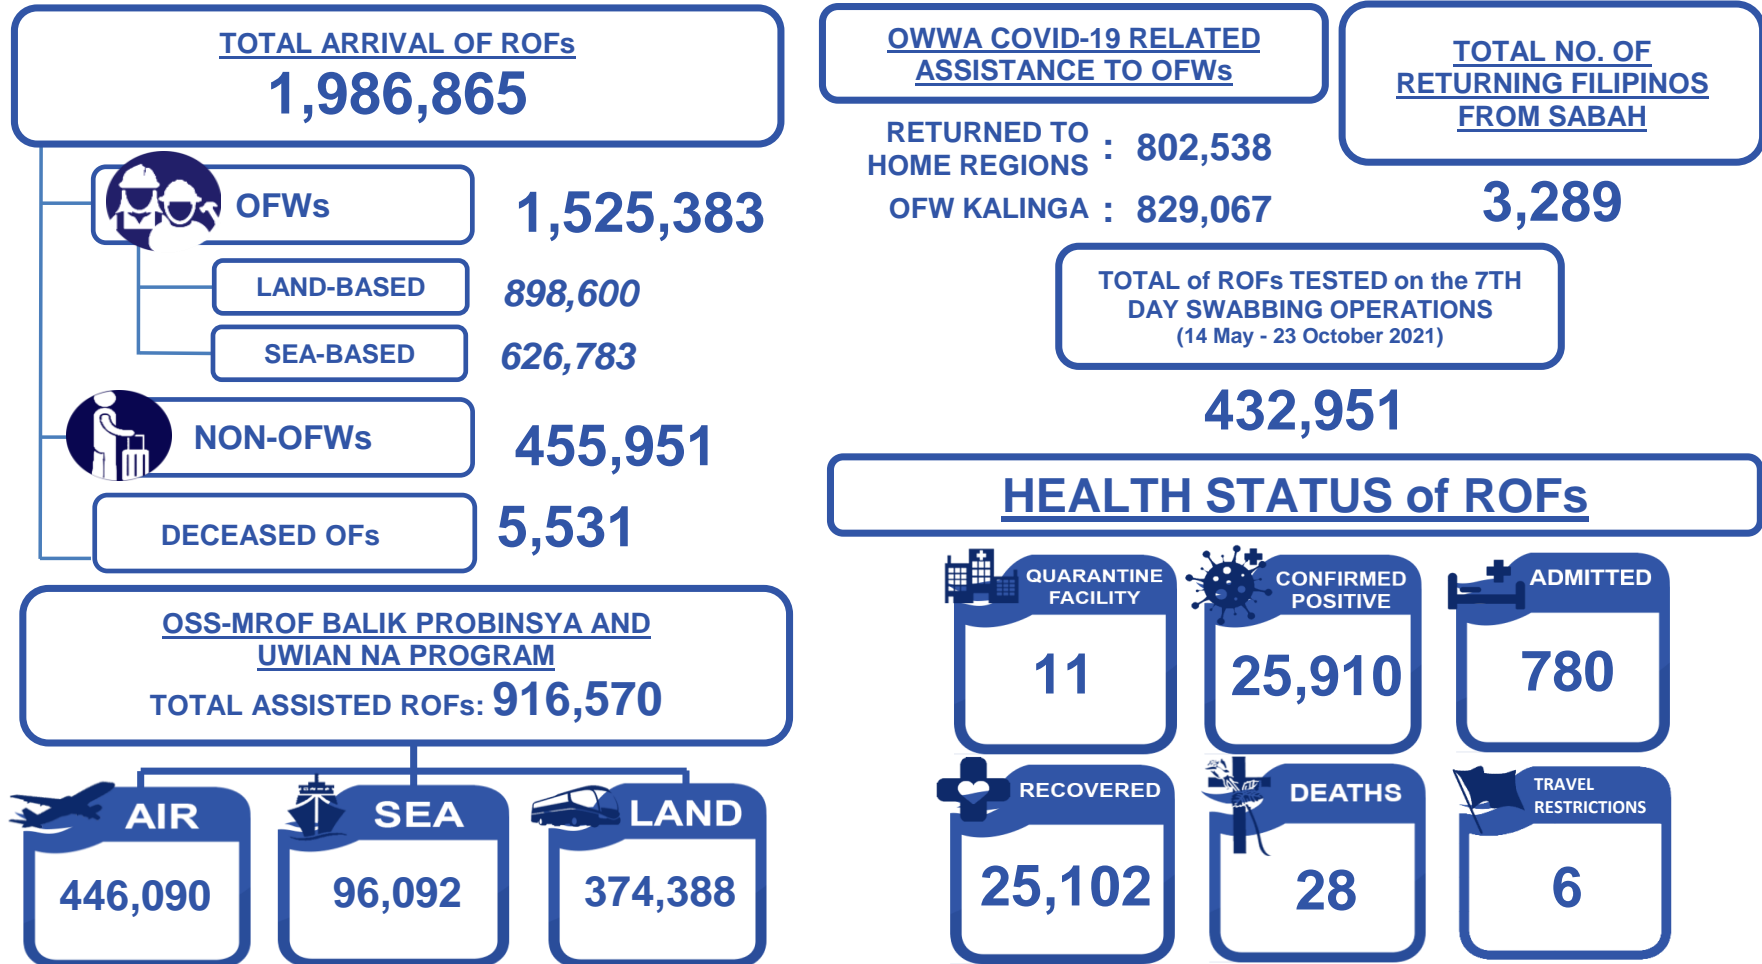 TOTAL ARRIVAL OF ROFs
1,986,865
OFWs
1,525,383
LAND-BASED
898,600
SEA-BASED
626,783
NON-OFWs
455,951
DECEASED OFs
5,531
OSS-MROF BALIK PROBINSYA AND
UWIAN NA PROGRAM
TOTAL ASSISTED ROFs: 916,570
AIR
446,090
SEA
96,092
LAND
374,388
OWWA COVID-19 RELATED
ASSISTANCE TO OFWs
RETURNED TO
HOME REGIONS : 802,538
OFW KALINGA : 829,067
TOTAL NO. OF
RETURNING FILIPINOS
FROM SABAH
3,289
TOTAL of ROFs TESTED on the 7TH
DAY SWABBING OPERATIONS
(14 May - 23 October 2021)
432,951
HEALTH STATUS of ROFs
QUARANTINE
FACILITY
11
CONFIRMED
POSITIVE
25,910
ADMITTED
780
RECOVERED
25,102
DEATHS
28
TRAVEL
RESTRICTIONS
6